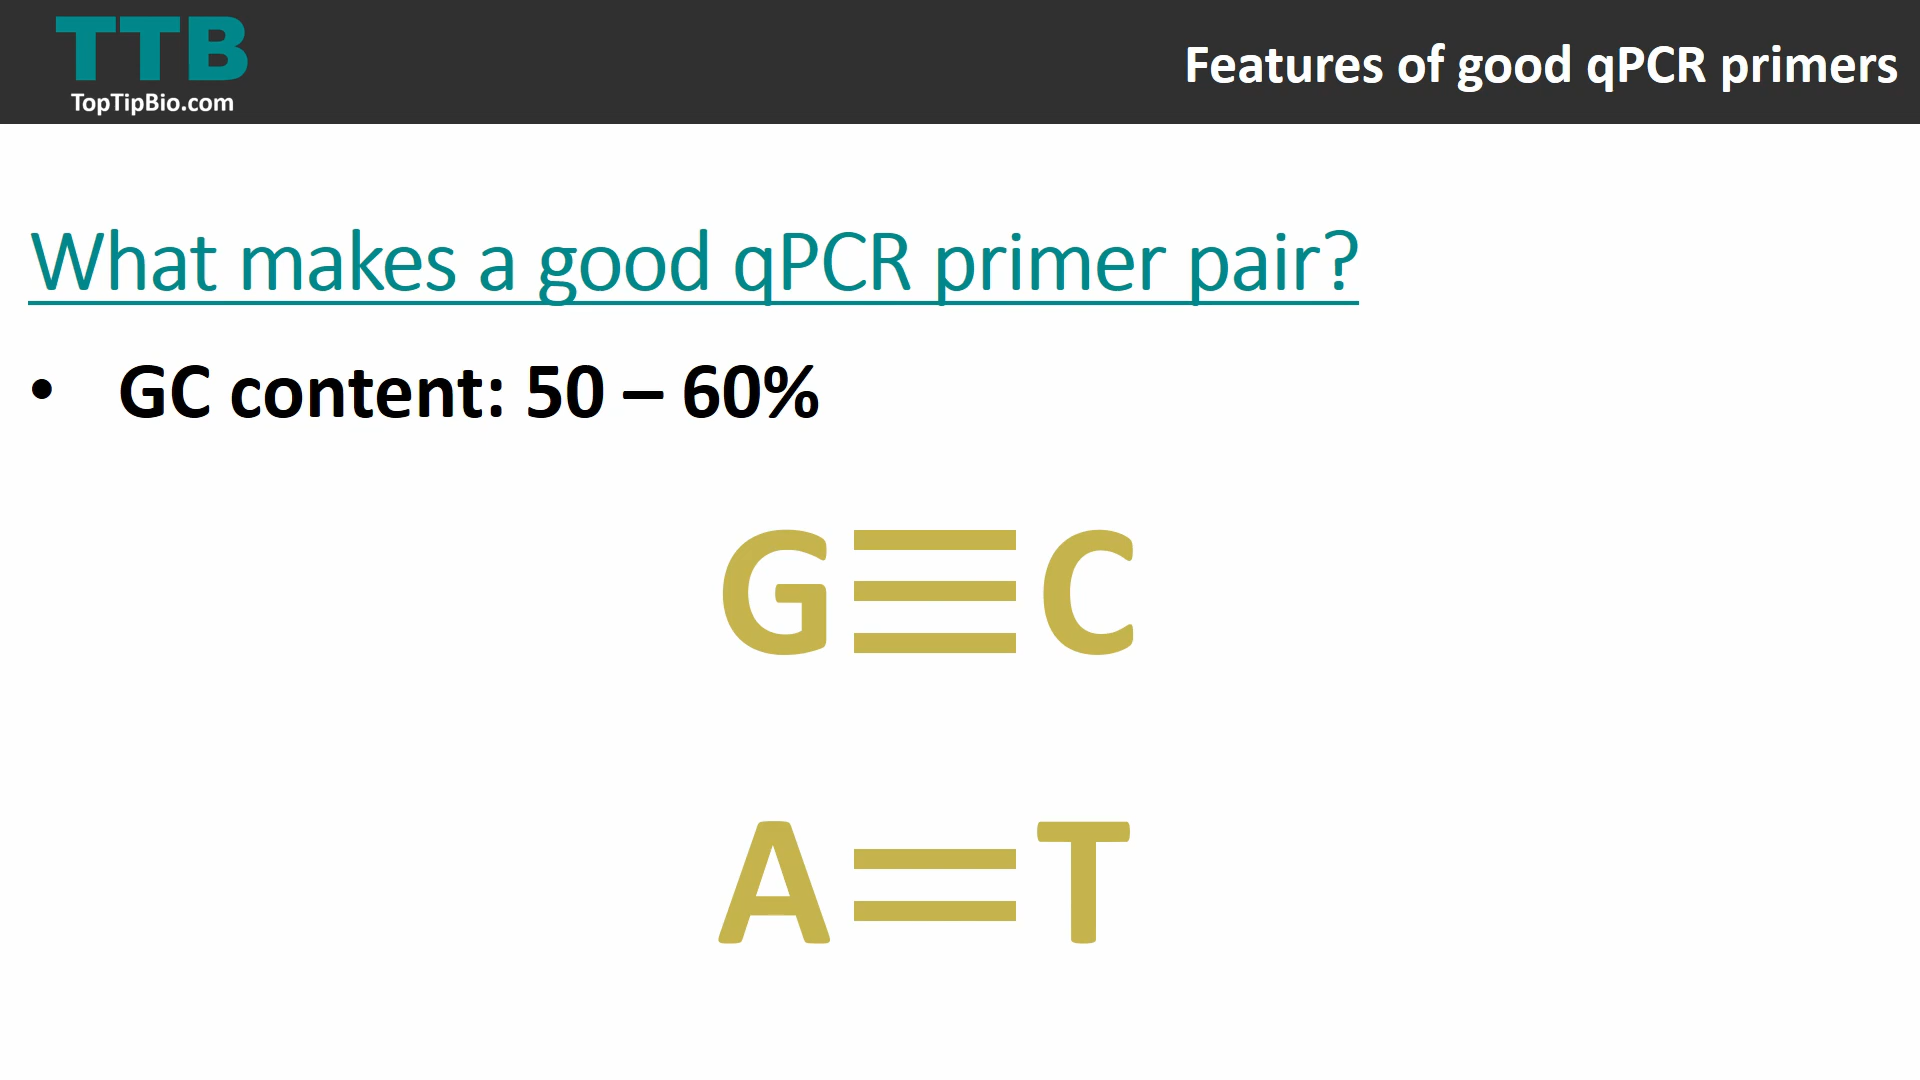 TTB
TopTipBio.com
Features of good qPCR primers
What makes a good qPCR primer pair?
• GC content: 50 – 60%
G C
A T